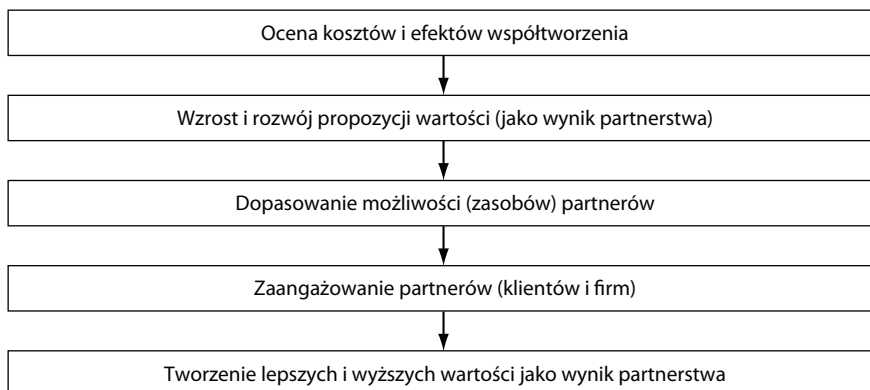 Ocena kosztów i efektów współtworzenia
Wzrost i rozwój propozycji wartości (jako wynik partnerstwa)
Dopasowanie możliwości (zasobów) partnerów
Zaangażowanie partnerów (klientów i firm)
Tworzenie lepszych i wyższych wartości jako wynik partnerstwa